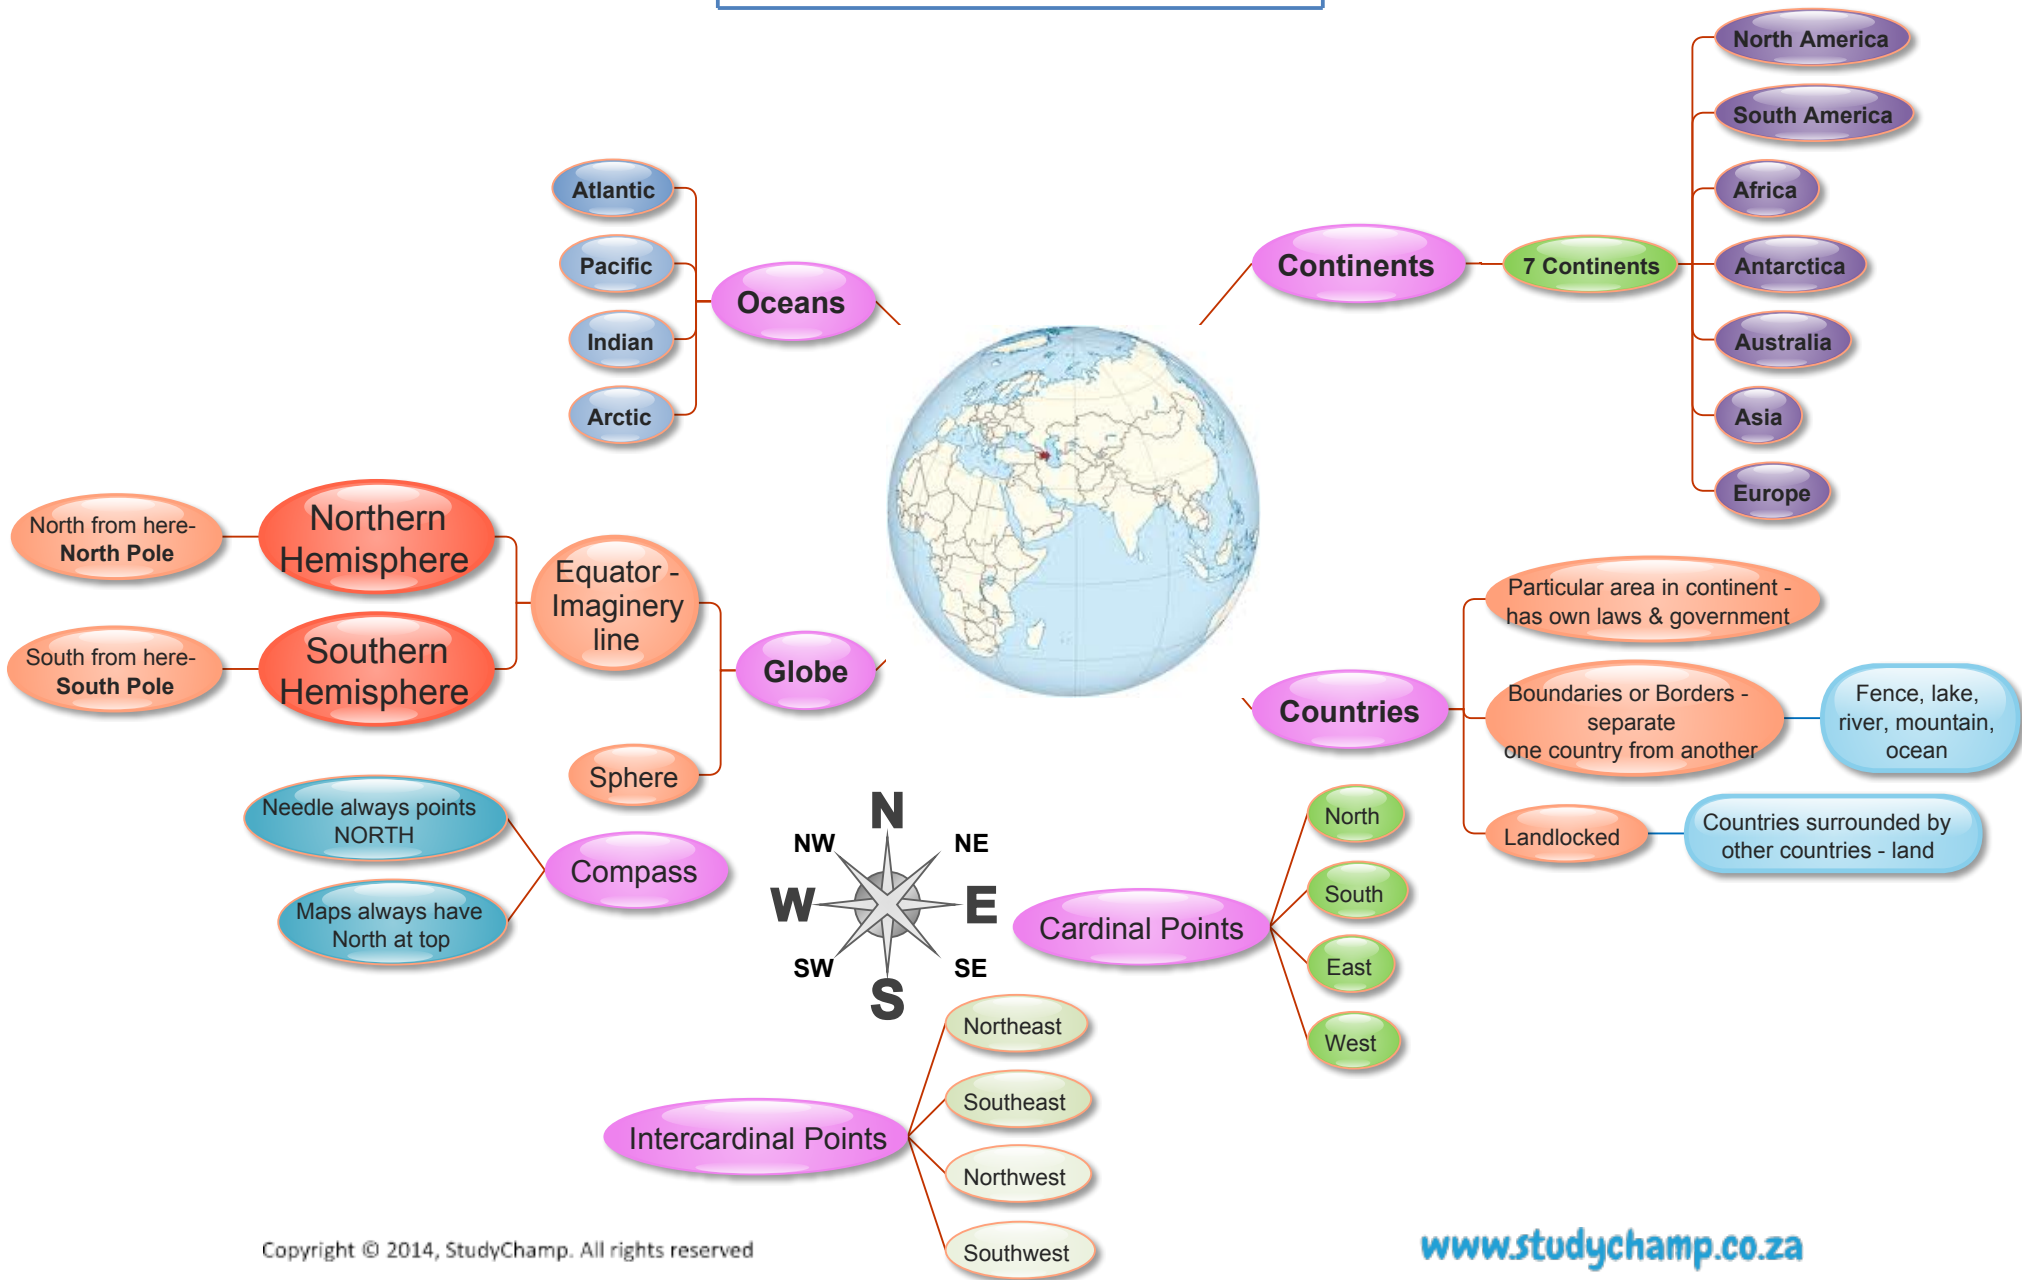 Oceans
Atlantic
Pacific
Indian
Arctic
Continents
7 Continents
North America
South America
Africa
Antarctica
Australia
Asia
Europe
Globe
Equator -
Imaginery
line
Northern
Hemisphere
North from here-
North Pole
Southern
Hemisphere
South from here-
South Pole
Sphere
Countries
Particular area in continent -
has own laws & government
Boundaries or Borders -
separate
one country from another
Fence, lake,
river, mountain,
ocean
Landlocked
Countries surrounded by
other countries - land
Compass
Needle always points
NORTH
Maps always have
North at top
N
NW
NE
W
E
SW
SE
S
Cardinal Points
North
South
East
West
Intercardinal Points
Northeast
Southeast
Northwest
Southwest
Copyright © 2014, StudyChamp. All rights reserved
www.studychamp.co.za